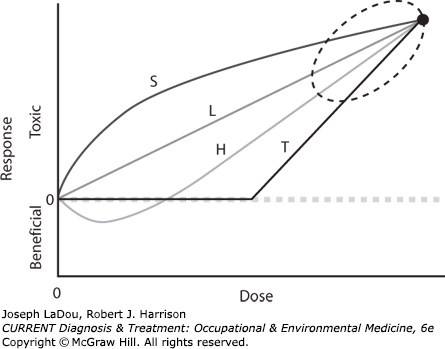 Response
Toxic
Beneficial
S
L
H
T
0
0
Dose
Joseph LaDou, Robert J. Harrison
CURRENT Diagnosis & Treatment: Occupational & Environmental Medicine, 6e
Copyright © McGraw Hill. All rights reserved.